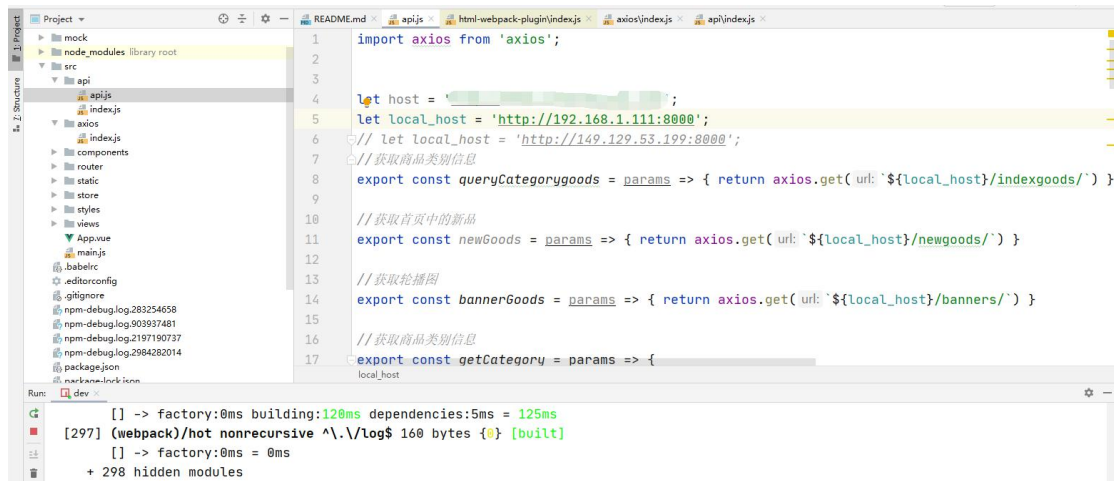 1: Project
Z: Structure
Project
mock
node_modules library root
src
api
api.js
index.js
axios
index.js
components
router
static
store
styles
views
App.vue
main.js
.babelrc
.editorconfig
.gitignore
npm-debug.log.283254658
npm-debug.log.903937481
npm-debug.log.2197190737
npm-debug.log.2984282014
package.json
package-lock.json
README.md × api.js × html-webpack-plugin\index.js × axios\index.js × api\index.js ×
1 import axios from 'axios';
2
3
4 let host = ' ';
5 let local_host = 'http://192.168.1.111:8000';
6 // let local_host = 'http://149.129.53.199:8000';
7 //获取商品类别信息
8 export const queryCategorygoods = params => { return axios.get( url: `${local_host}/indexgoods/`) }
9
10 //获取首页中的新品
11 export const newGoods = params => { return axios.get( url: `${local_host}/newgoods/`) }
12
13 //获取轮播图
14 export const bannerGoods = params => { return axios.get( url: `${local_host}/banners/`) }
15
16 //获取商品类别信息
17 export const getCategory = params => {
local_host
Run: dev ×
[] -> factory:0ms building:120ms dependencies:5ms = 125ms
[297] (webpack)/hot nonrecursive ^\.\/log$ 160 bytes {0} [built]
[] -> factory:0ms = 0ms
+ 298 hidden modules